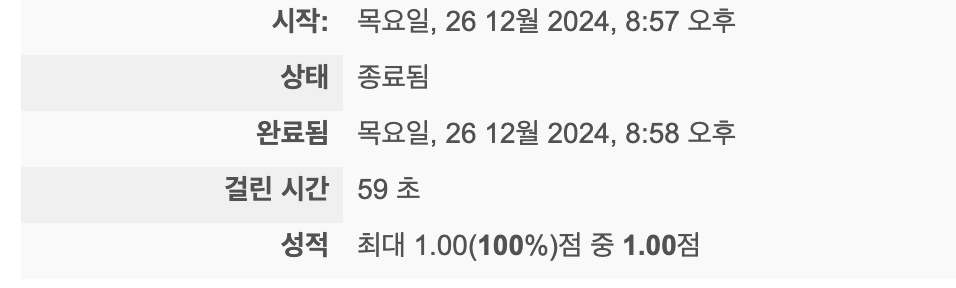 시작: 목요일, 26 12월 2024, 8:57 오후
상태 종료됨
완료됨 목요일, 26 12월 2024, 8:58 오후
걸린 시간 59 초
성적 최대 1.00(100%)점 중 1.00점